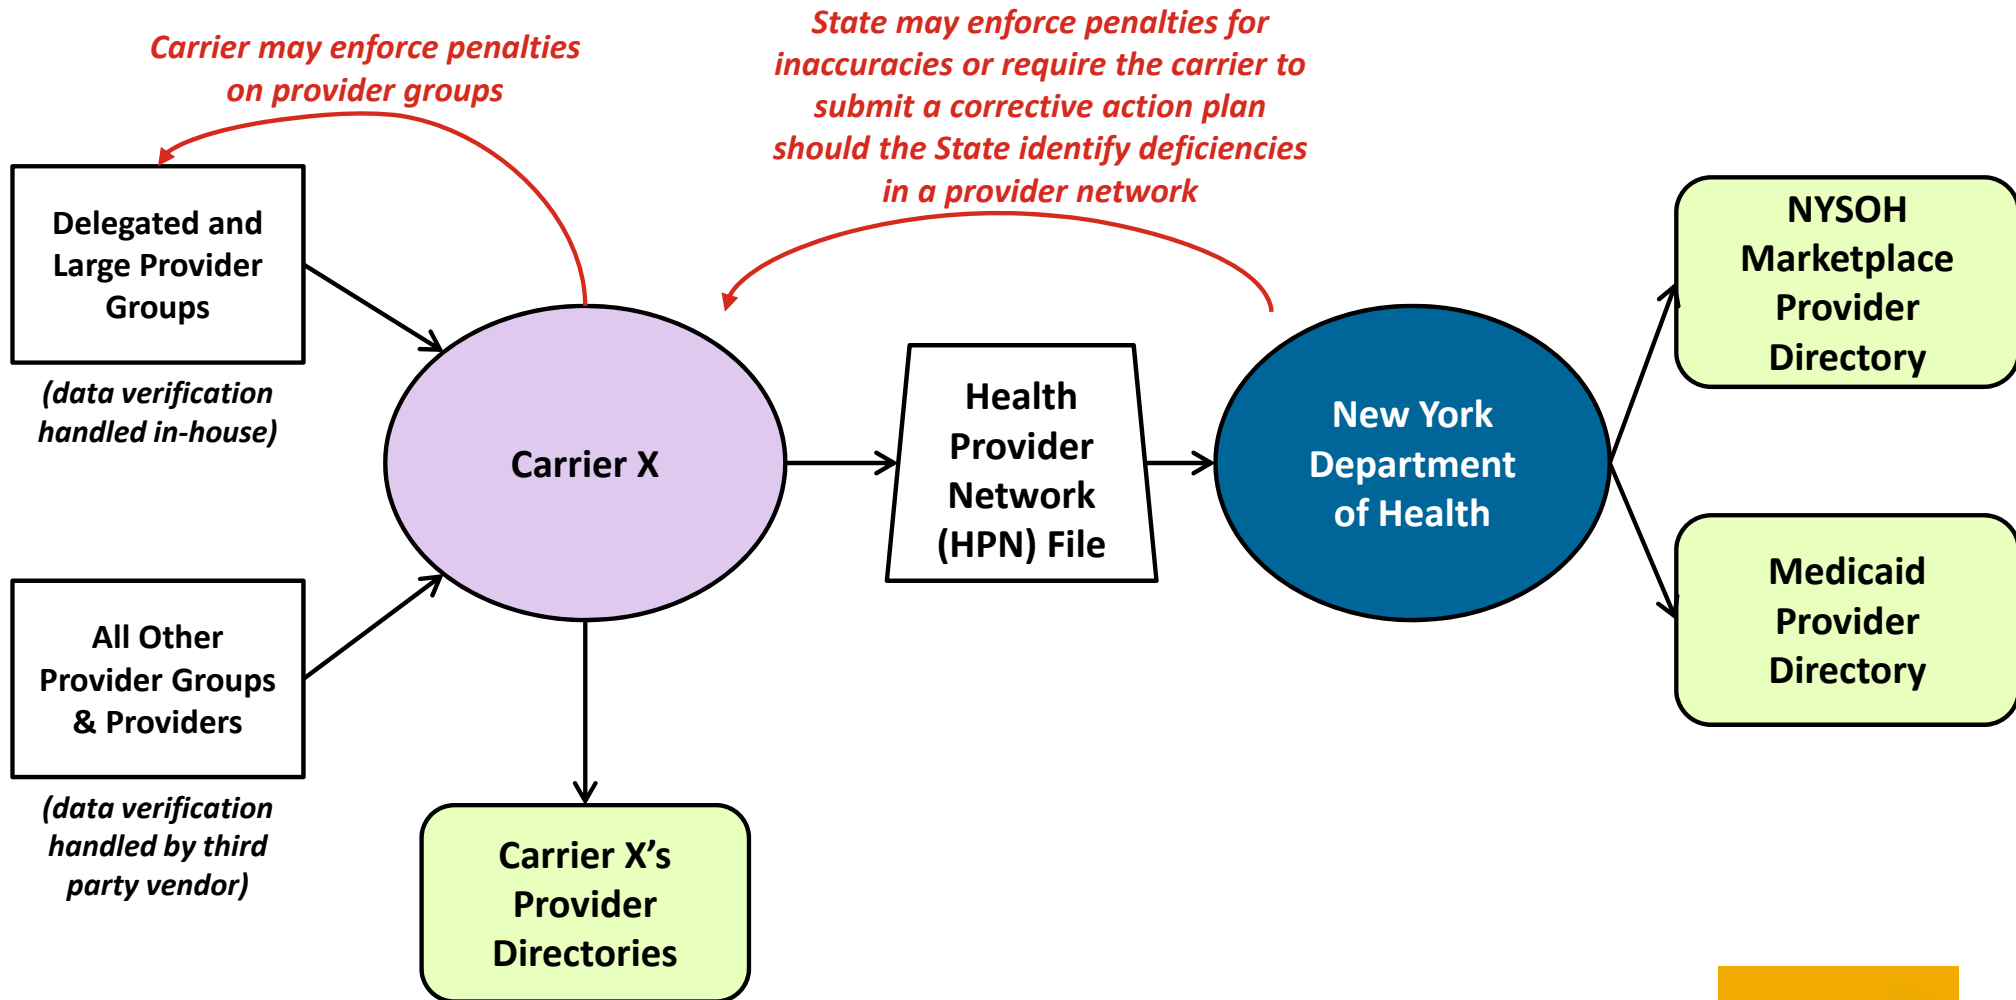 Carrier may enforce penalties
on provider groups
State may enforce penalties for
inaccuracies or require the carrier to
submit a corrective action plan
should the State identify deficiencies
in a provider network
Delegated and
Large Provider
Groups
(data verification
handled in-house)
All Other
Provider Groups
& Providers
(data verification
handled by third
party vendor)
Carrier X
Carrier X’s
Provider
Directories
Health
Provider
Network
(HPN) File
New York
Department
of Health
NYSOH
Marketplace
Provider
Directory
Medicaid
Provider
Directory